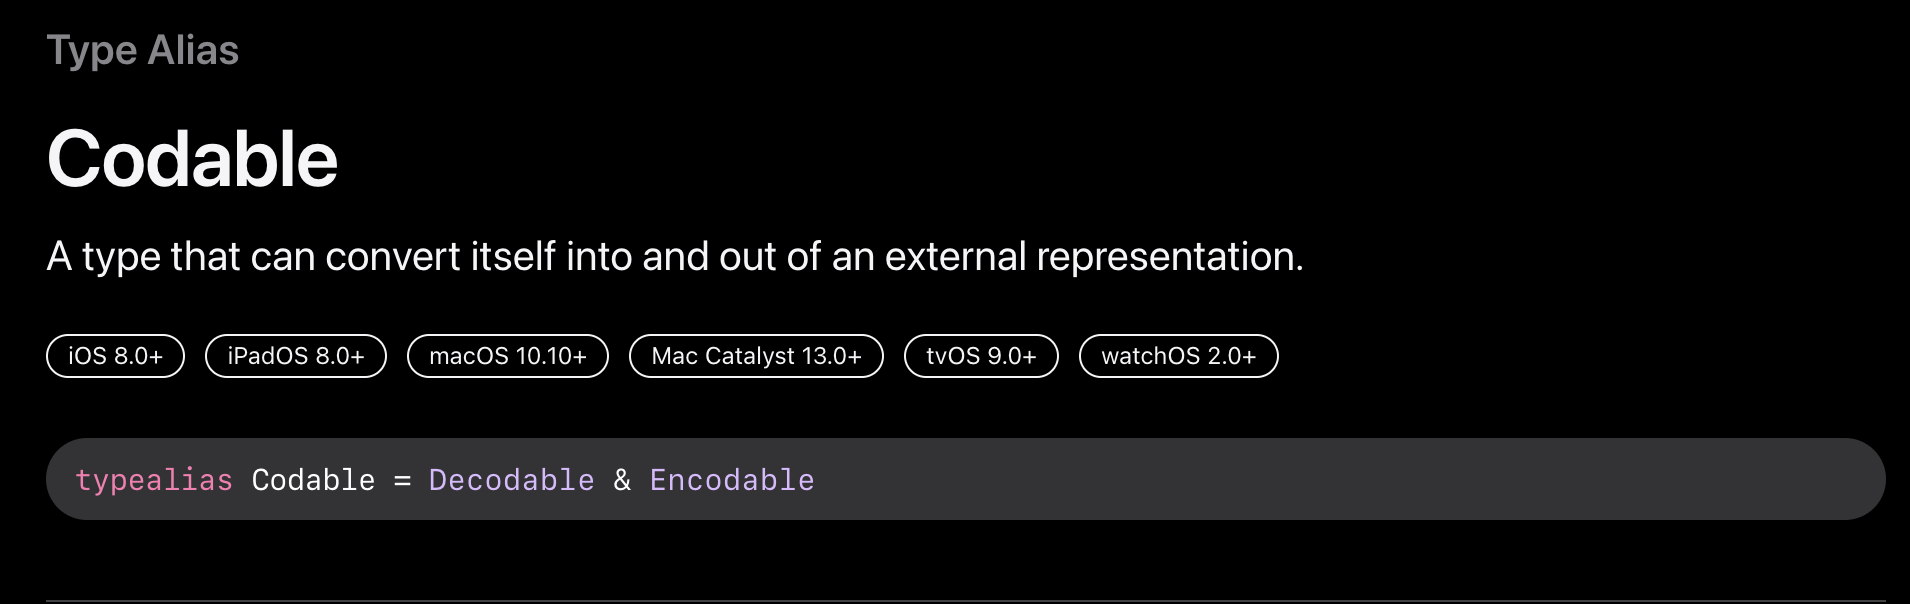 Type Alias
Codable
A type that can convert itself into and out of an external representation.
iOS 8.0+ iPadOS 8.0+ macOS 10.10+ Mac Catalyst 13.0+ tvOS 9.0+ watchOS 2.0+
typealias Codable = Decodable & Encodable